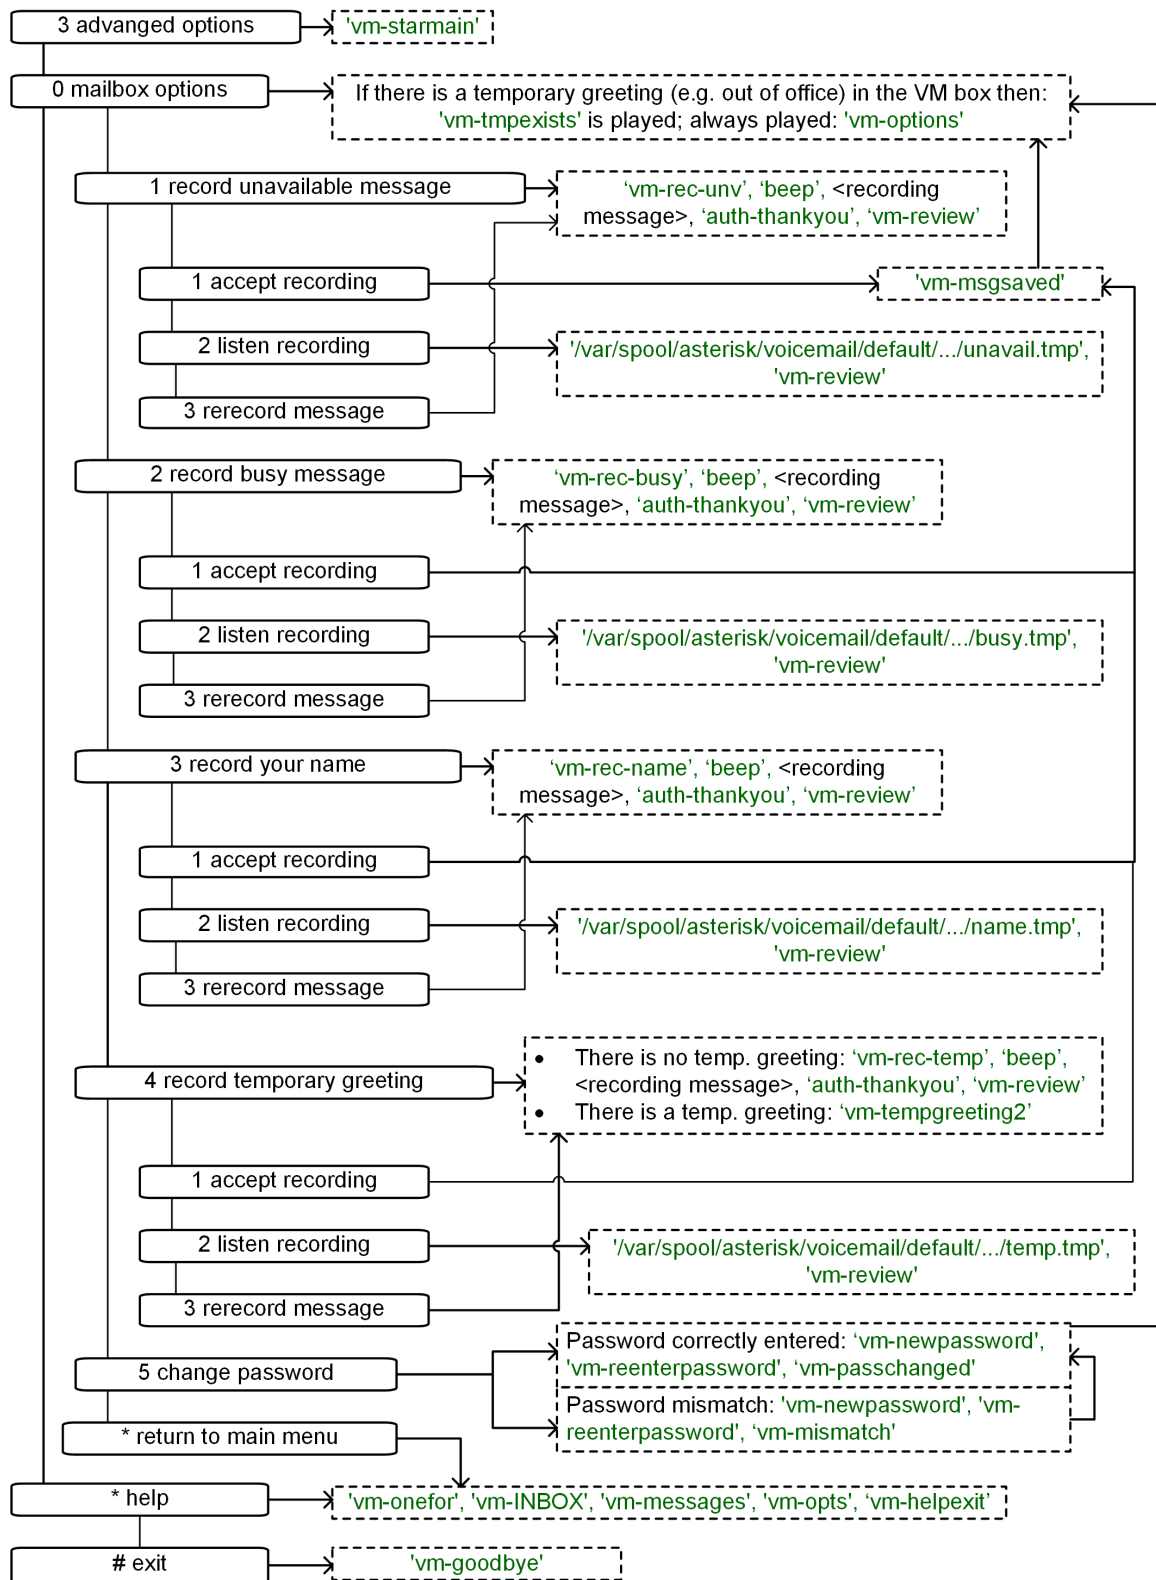 3 advanged options
'vm-starmain'
0 mailbox options
If there is a temporary greeting (e.g. out of office) in the VM box then:
'vm-tmpexists' is played; always played: 'vm-options'
1 record unavailable message
‘vm-rec-unv’, ‘beep’, <recording
message>, ‘auth-thankyou’, ‘vm-review’
1 accept recording
'vm-msgsaved'
2 listen recording
'/var/spool/asterisk/voicemail/default/.../unavail.tmp',
'vm-review'
3 rerecord message
2 record busy message
‘vm-rec-busy’, ‘beep’, <recording
message>, ‘auth-thankyou’, ‘vm-review’
1 accept recording
2 listen recording
'/var/spool/asterisk/voicemail/default/.../busy.tmp',
'vm-review'
3 rerecord message
3 record your name
‘vm-rec-name’, ‘beep’, <recording
message>, ‘auth-thankyou’, ‘vm-review’
1 accept recording
2 listen recording
'/var/spool/asterisk/voicemail/default/.../name.tmp',
'vm-review'
3 rerecord message
4 record temporary greeting
• There is no temp. greeting: ‘vm-rec-temp’, ‘beep’,
<recording message>, ‘auth-thankyou’, ‘vm-review’
• There is a temp. greeting: ‘vm-tempgreeting2’
1 accept recording
2 listen recording
'/var/spool/asterisk/voicemail/default/.../temp.tmp',
'vm-review'
3 rerecord message
5 change password
Password correctly entered: ‘vm-newpassword',
'vm-reenterpassword', ‘vm-passchanged'
Password mismatch: 'vm-newpassword', 'vm-
reenterpassword', ‘vm-mismatch'
* return to main menu
* help
'vm-onefor', 'vm-INBOX', 'vm-messages', 'vm-opts', ‘vm-helpexit’
# exit
'vm-goodbye'